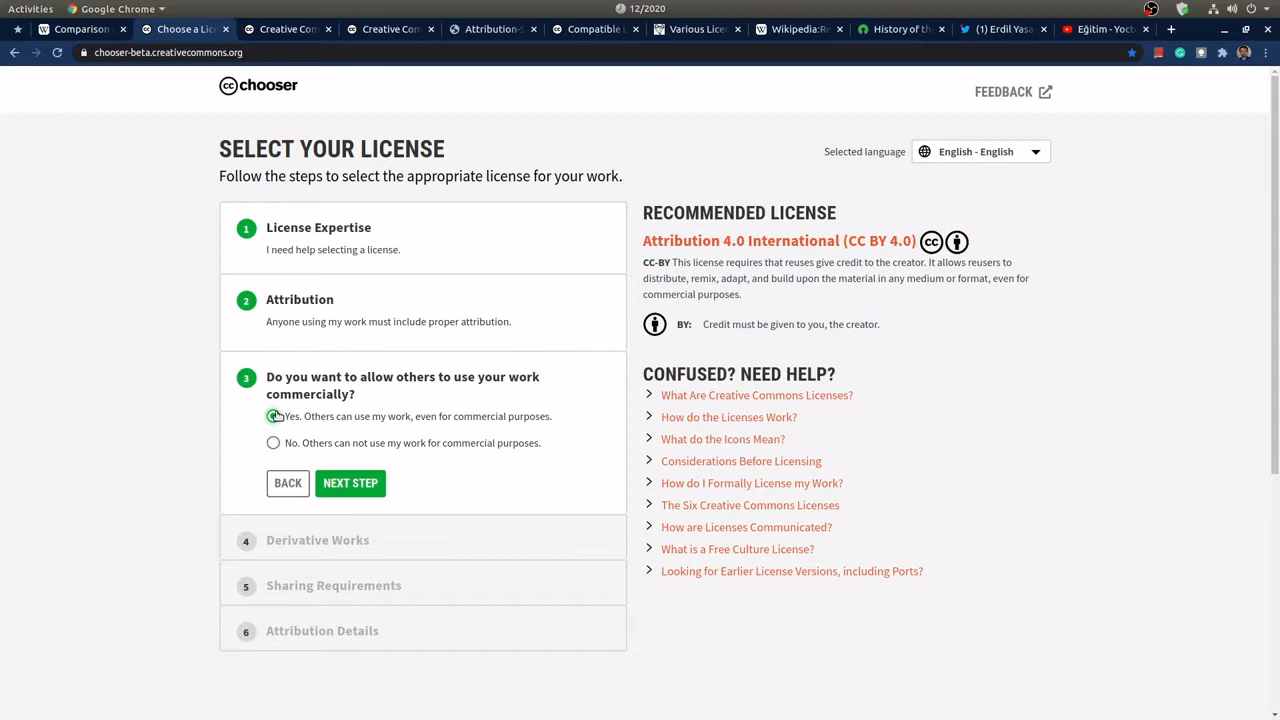 Activities
Google Chrome
12/2020
Comparison
Choose a Lic
Creative Com
Creative Com
Attribution-S
Compatible L
Various Licen
Wikipedia:Re
History of the
(1) Erdil Yasa
Eğitim - Yoct
chooser-beta.creativecommons.org
cc chooser
FEEDBACK
SELECT YOUR LICENSE
Follow the steps to select the appropriate license for your work.
Selected language
English - English
1 License Expertise
I need help selecting a license.
2 Attribution
Anyone using my work must include proper attribution.
3 Do you want to allow others to use your work
commercially?
Yes. Others can use my work, even for commercial purposes.
No. Others can not use my work for commercial purposes.
BACK
NEXT STEP
4 Derivative Works
5 Sharing Requirements
6 Attribution Details
RECOMMENDED LICENSE
Attribution 4.0 International (CC BY 4.0) cc
CC-BY This license requires that reuses give credit to the creator. It allows reusers to
distribute, remix, adapt, and build upon the material in any medium or format, even for
commercial purposes.
BY: Credit must be given to you, the creator.
CONFUSED? NEED HELP?
What Are Creative Commons Licenses?
How do the Licenses Work?
What do the Icons Mean?
Considerations Before Licensing
How do I Formally License my Work?
The Six Creative Commons Licenses
How are Licenses Communicated?
What is a Free Culture License?
Looking for Earlier License Versions, including Ports?